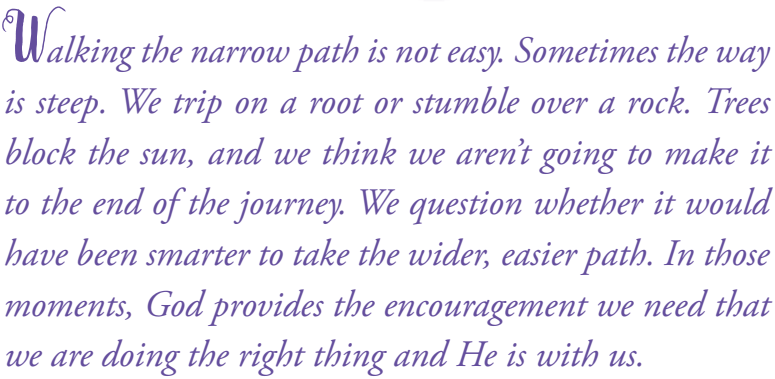 Walking the narrow path is not easy. Sometimes the way
is steep. We trip on a root or stumble over a rock. Trees
block the sun, and we think we aren't going to make it
to the end of the journey. We question whether it would
have been smarter to take the wider, easier path. In those
moments, God provides the encouragement we need that
we are doing the right thing and He is with us.